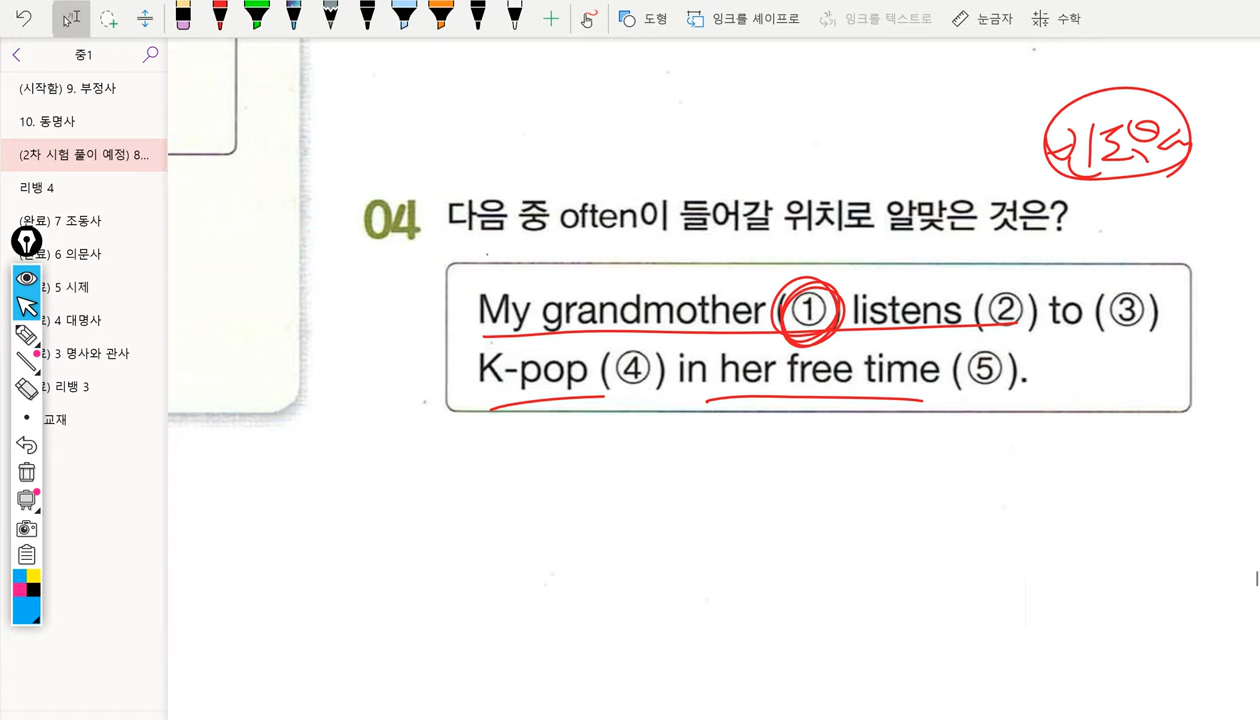 도형
잉크를 셰이프로
잉크를 텍스트로
눈금자
수학
중1
(시작함) 9. 부정사
10. 동명사
(2차 시험 풀이 예정) 8...
리뱅 4
(완료) 7 조동사
료) 6 의문사
료) 5 시제
료) 4 대명사
료) 3 명사와 관사
료) 리뱅 3
교재
04 다음 중 often이 들어갈 위치로 알맞은 것은?
My grandmother (①) listens (②) to (③)
K-pop (④) in her free time (⑤).